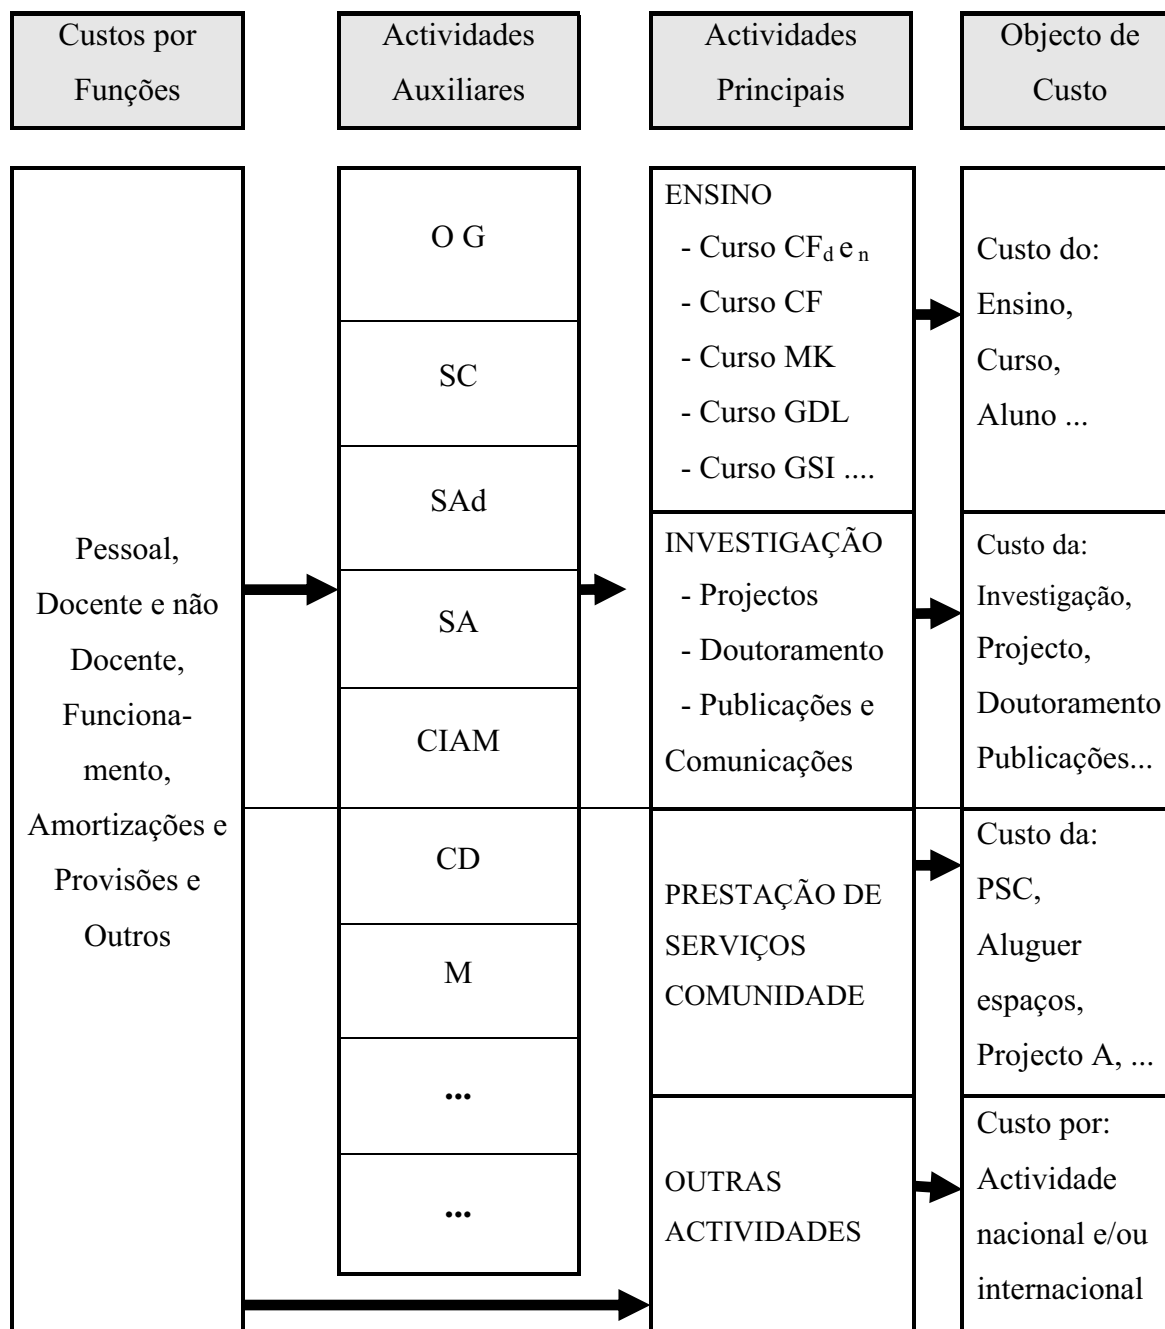 Custos por
Funções
Actividades
Auxiliares
Actividades
Principais
Objecto de
Custo
Pessoal,
Docente e não
Docente,
Funciona-
mento,
Amortizações e
Provisões e
Outros
O G
SC
SAd
SA
CIAM
CD
M
...
...
ENSINO
- Curso CFd e n
- Curso CF
- Curso MK
- Curso GDL
- Curso GSI ....
INVESTIGAÇÃO
- Projectos
- Doutoramento
- Publicações e
Comunicações
PRESTAÇÃO DE
SERVIÇOS
COMUNIDADE
OUTRAS
ACTIVIDADES
Custo do:
Ensino,
Curso,
Aluno ...
Custo da:
Investigação,
Projecto,
Doutoramento
Publicações...
Custo da:
PSC,
Aluguer
espaços,
Projecto A, ...
Custo por:
Actividade
nacional e/ou
internacional